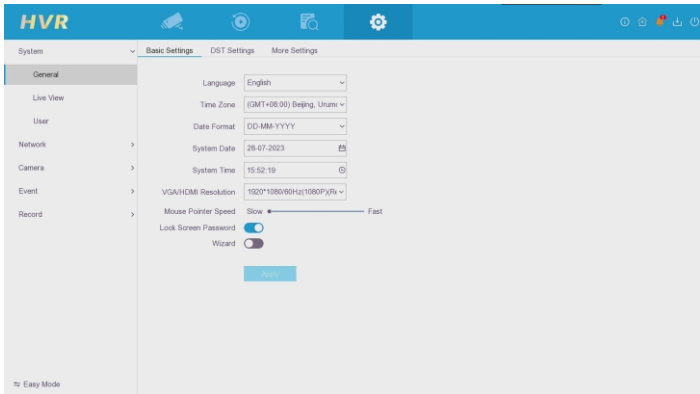 HVR
System
General
Live View
User
Network
Camera
Event
Record
Easy Mode
Basic Settings DST Settings More Settings
Language English
Time Zone (GMT+08:00) Beijing, Urumc
Date Format DD-MM-YYYY
System Date 28-07-2023
System Time 15:52:19
VGA/HDMI Resolution 1920*1080/60Hz(1080P)(Re
Mouse Pointer Speed Slow Fast
Lock Screen Password
Wizard
Apply